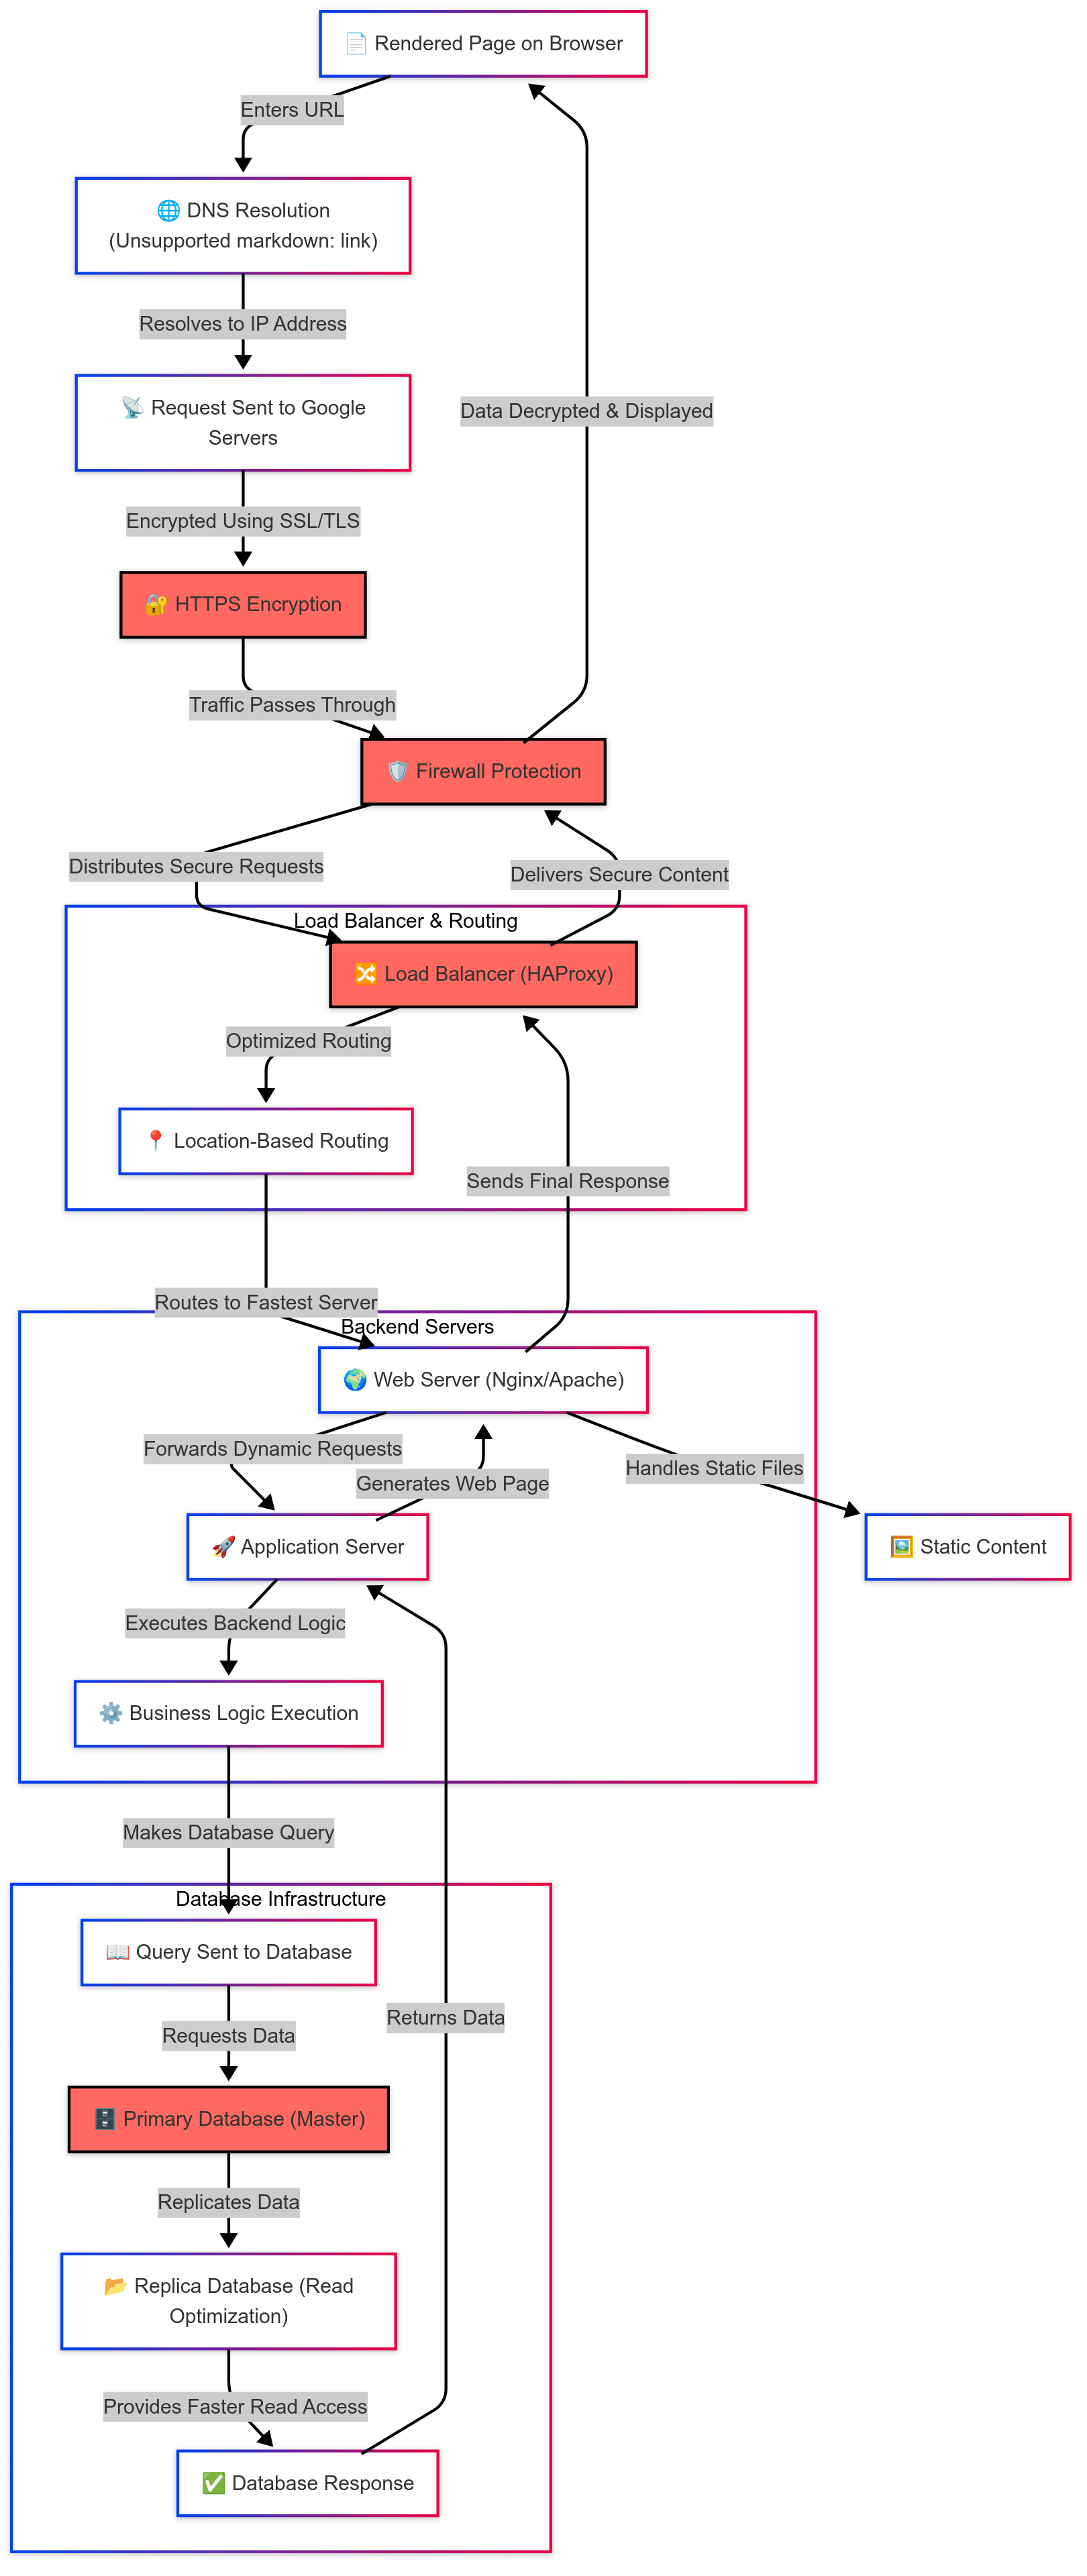 📄 Rendered Page on Browser
Enters URL
🌐 DNS Resolution
(Unsupported markdown: link)
Resolves to IP Address
📡 Request Sent to Google
Servers
Data Decrypted & Displayed
Encrypted Using SSL/TLS
🔐 HTTPS Encryption
Traffic Passes Through
🛡️ Firewall Protection
Distributes Secure Requests
Delivers Secure Content
Load Balancer & Routing
🔀 Load Balancer (HAProxy)
Optimized Routing
📍 Location-Based Routing
Sends Final Response
Routes to Fastest Server
Backend Servers
🌍 Web Server (Nginx/Apache)
Forwards Dynamic Requests
Generates Web Page
Handles Static Files
🚀 Application Server
🖼️ Static Content
Executes Backend Logic
⚙️ Business Logic Execution
Makes Database Query
Database Infrastructure
📖 Query Sent to Database
Returns Data
Requests Data
🗄️ Primary Database (Master)
Replicates Data
📂 Replica Database (Read
Optimization)
Provides Faster Read Access
✅ Database Response